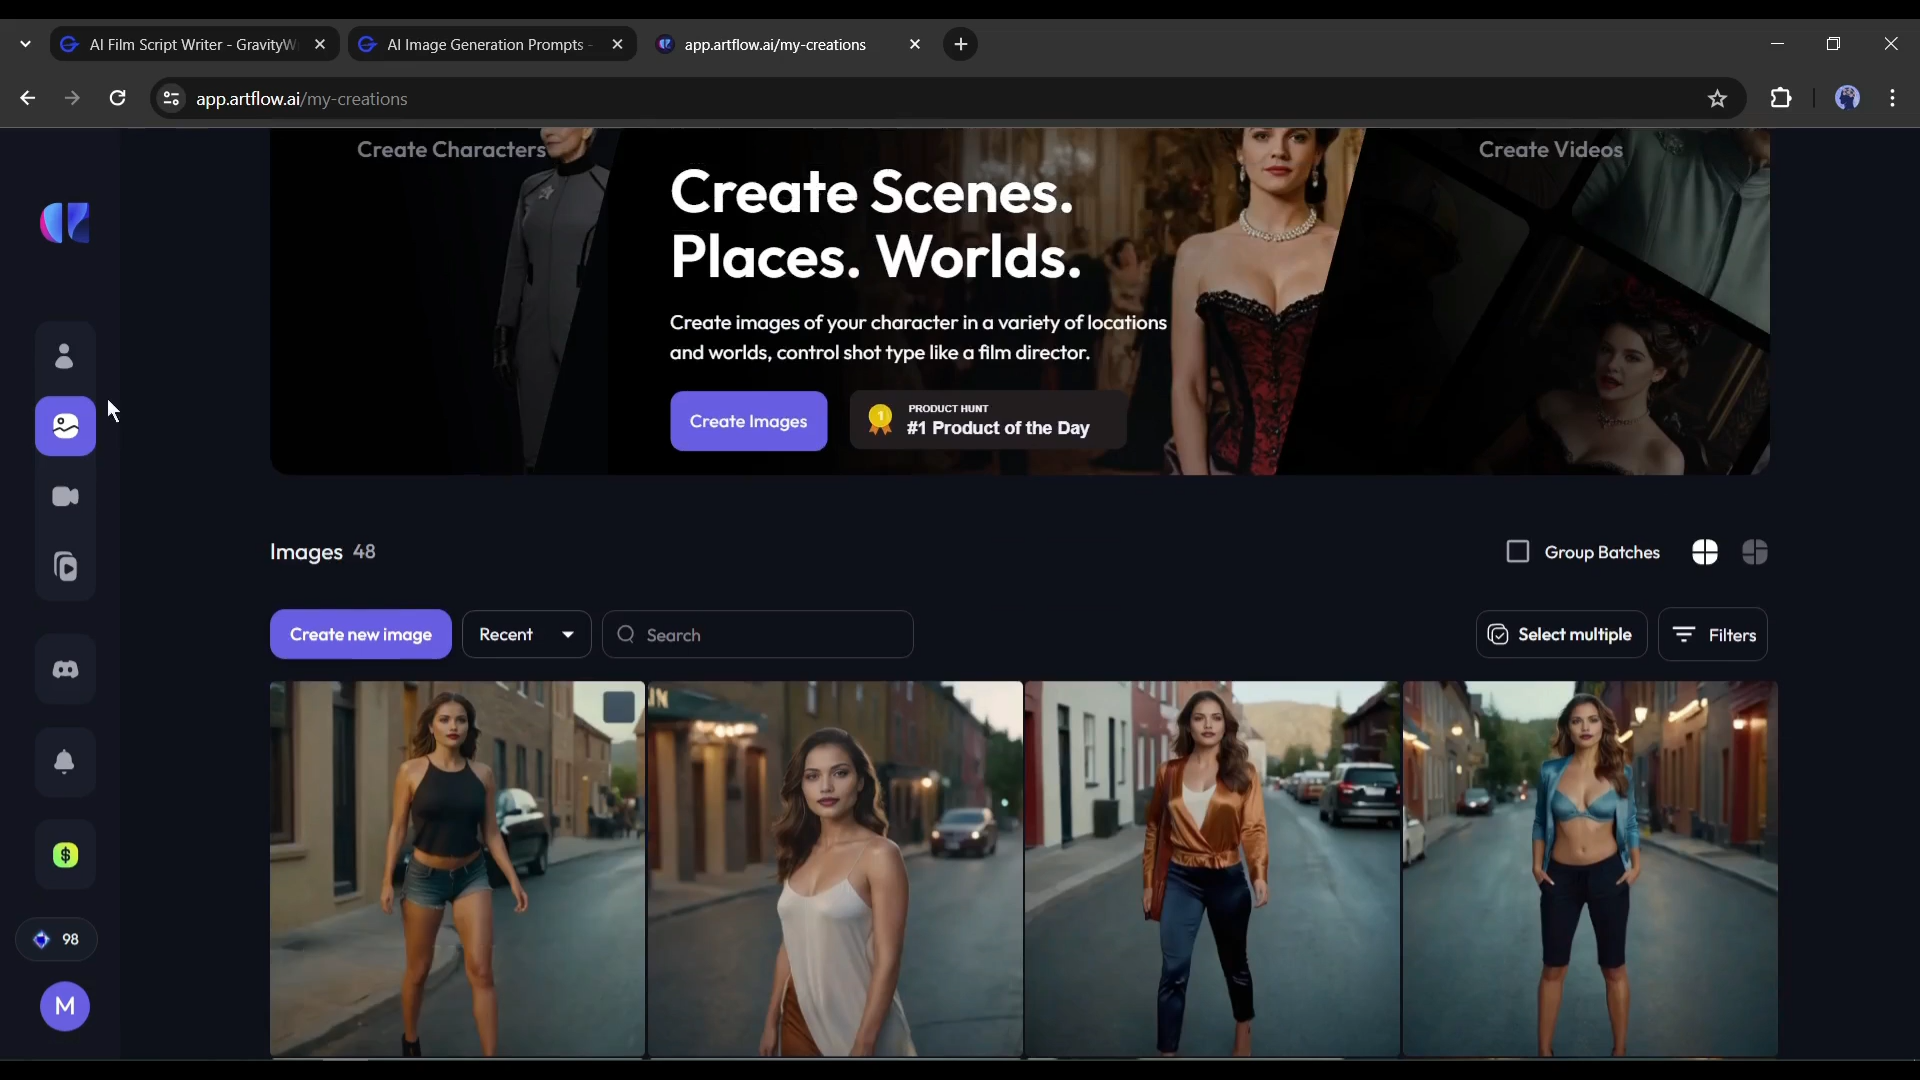 AI Film Script Writer - GravityW
AI Image Generation Prompts -
app.artflow.ai/my-creations
app.artflow.ai/my-creations
Create Characters
Create Videos
Create Scenes.
Places. Worlds.
Create images of your character in a variety of locations
and worlds, control shot type like a film director.
Create Images
PRODUCT HUNT
#1 Product of the Day
1
Images 48
Group Batches
Create new image
Recent
Search
Select multiple
Filters
IN
$
98
M